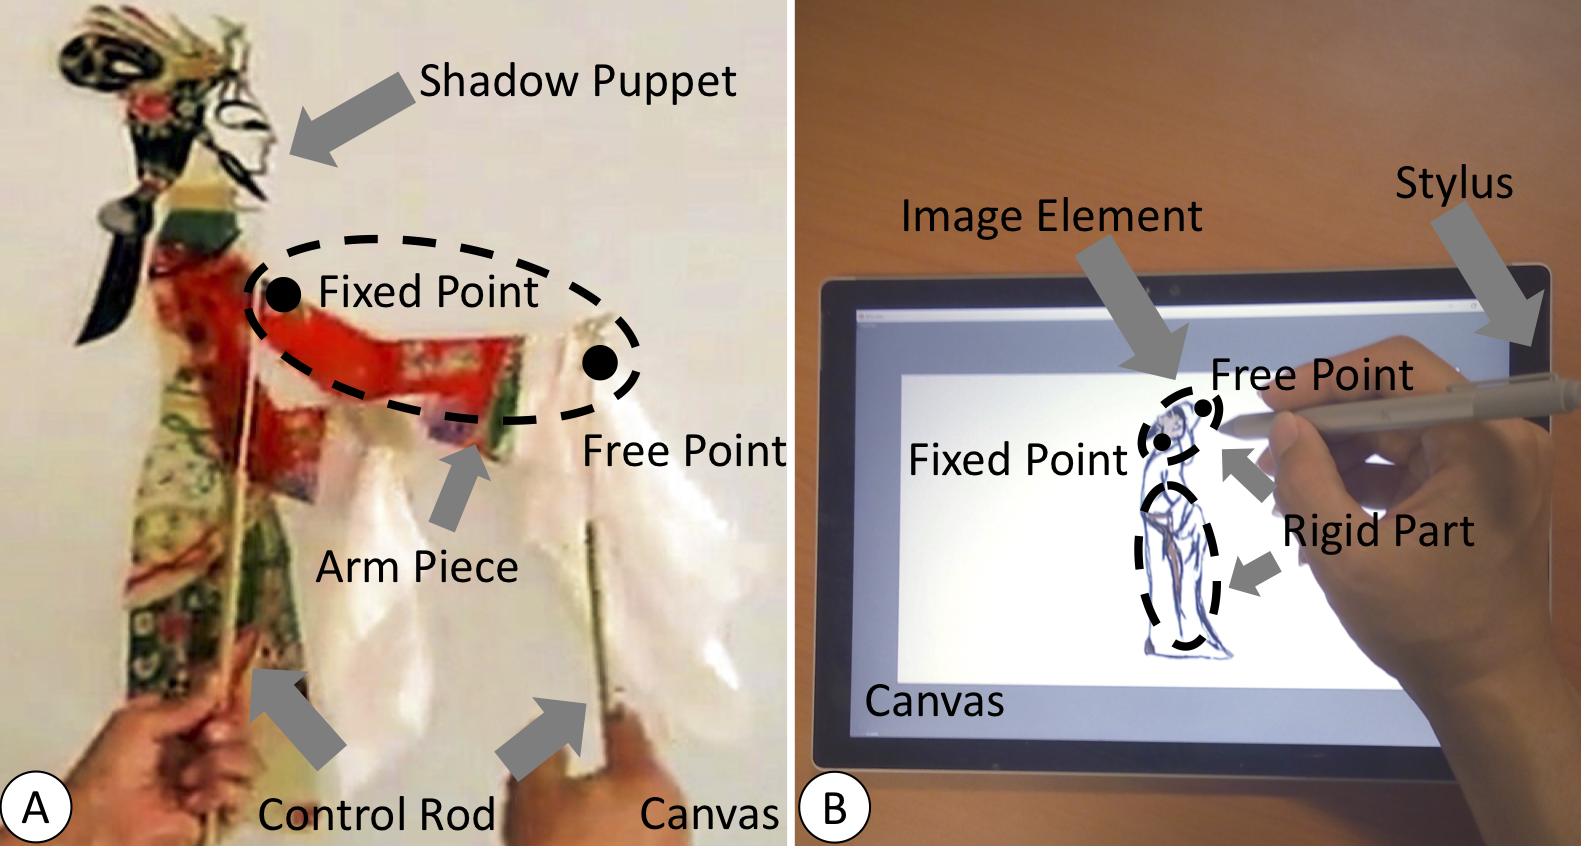 Shadow Puppet
Fixed Point
Free Point
Arm Piece
Control Rod
Canvas
A
Stylus
Image Element
Free Point
Fixed Point
Rigid Part
Canvas
B